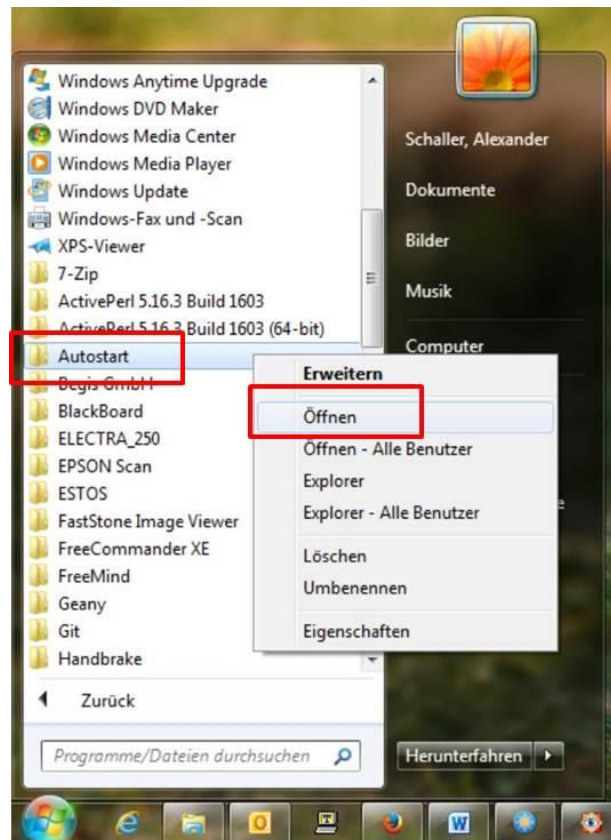 Windows Anytime Upgrade
Windows DVD Maker
Windows Media Center
Windows Media Player
Windows Update
Windows-Fax und -Scan
XPS-Viewer
7-Zip
ActivePerl 5.16.3 Build 1603
ActivePerl 5.16.3 Build 1603 (64-bit)
Autostart
Begis GmbH
BlackBoard
ELECTRA_250
EPSON Scan
ESTOS
FastStone Image Viewer
FreeCommander XE
FreeMind
Geany
Git
Handbrake
Zurück
Programme/Dateien durchsuchen
Schaller, Alexander
Dokumente
Bilder
Musik
Computer
Erweitern
Öffnen
Öffnen - Alle Benutzer
Explorer
Explorer - Alle Benutzer
Löschen
Umbenennen
Eigenschaften
Herunterfahren